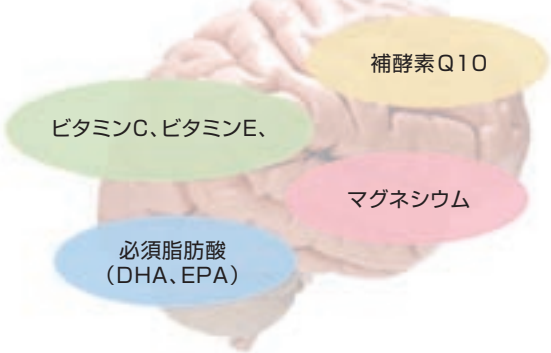 補酵素Q10
ビタミンC、ビタミンE、
マグネシウム
必須脂肪酸
（DHA、EPA）